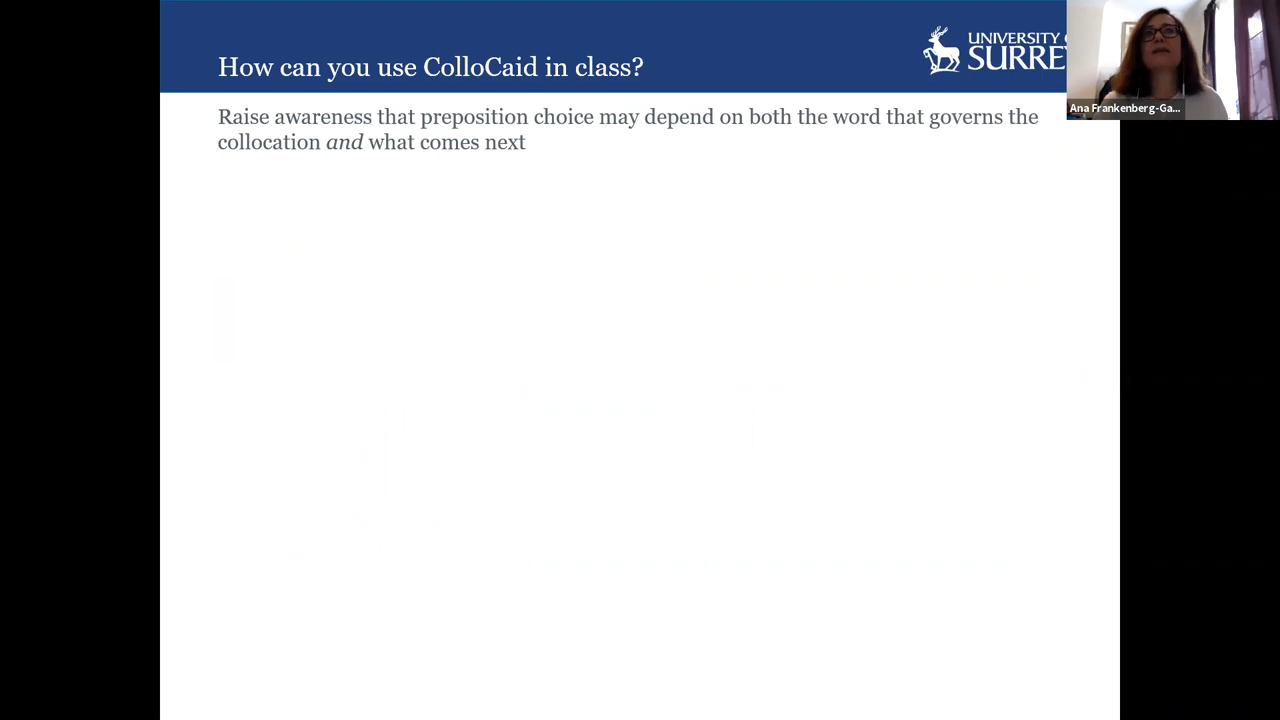 How can you use ColloCaid in class?
UNIVERSITY
SURREY
Ana Frankenberg-Ga...
Raise awareness that preposition choice may depend on both the word that governs the
collocation and what comes next